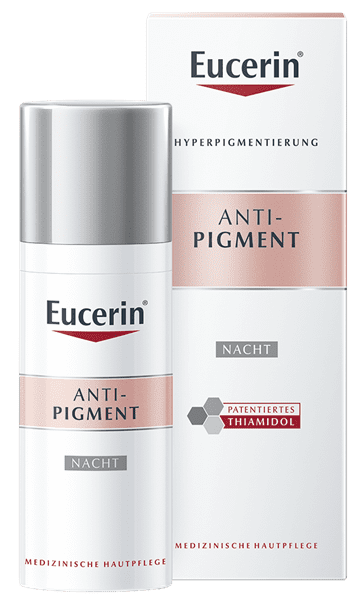 Eucerin®
HYPERPIGMENTIERUNG
ANTI-
PIGMENT
NACHT
PATENTIERTES
THIAMIDOL
MEDIZINISCHE HAUTPFLEGE
Eucerin®
ANTI-
PIGMENT
NACHT
MEDIZINISCHE HAUTPFLEGE